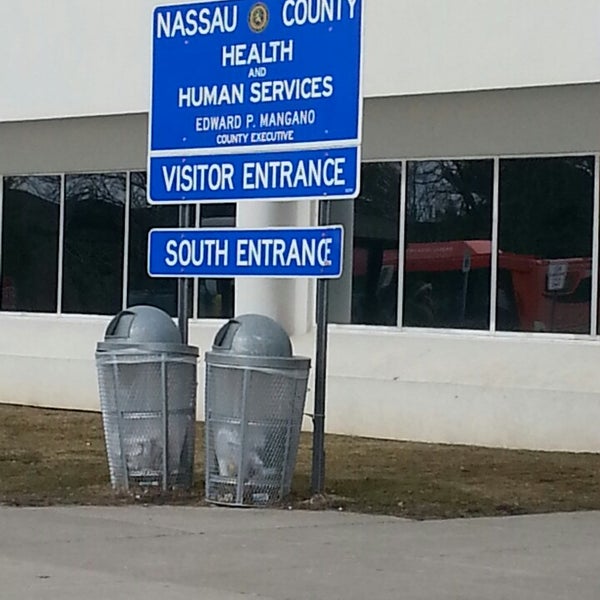 NASSAU COUNTY
HEALTH
AND
HUMAN SERVICES
EDWARD P. MANGANO
COUNTY EXECUTIVE
VISITOR ENTRANCE
SOUTH ENTRANCE